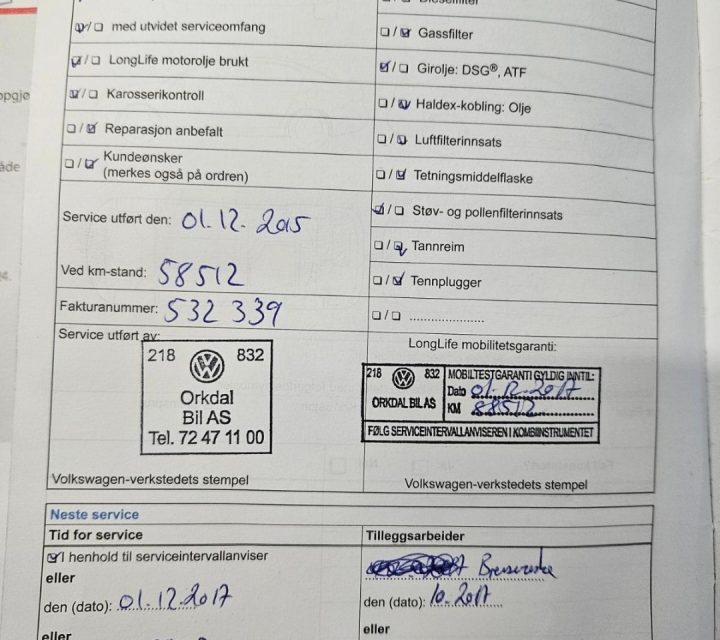 ☑/☐ med utvidet serviceomfang
☑/☐ LongLife motorolje brukt
☑/☐ Karosserikontroll
☐/☑ Reparasjon anbefalt
☐/☑ Kundeønsker
(merkes også på ordren)
Service utført den: 01.12.2015
Ved km-stand: 58512
Fakturanummer: 532 339
Service utført av:
218 832
Orkdal
Bil AS
Tel. 72 47 11 00
Volkswagen-verkstedets stempel
☐/☑ Gassfilter
☑/☐ Girolje: DSG®, ATF
☐/☑ Haldex-kobling: Olje
☐/☑ Luftfilterinnsats
☐/☑ Tetningsmiddelflaske
☑/☐ Støv- og pollenfilterinnsats
☐/☑ Tannreim
☐/☑ Tennplugger
☐/☐ ......................
LongLife mobilitetsgaranti:
218 832 MOBILTESTGARANTI GYLDIG INNTIL:
Dato 01.12.2017
ORKDAL BIL AS
KM 88512
FØLG SERVICEINTERVALLANVISEREN I KOMBIINSTRUMENTET
Volkswagen-verkstedets stempel
Neste service
Tid for service
☑ I henhold til serviceintervallanviser
eller
den (dato): 01.12.2017
eller
Tilleggsarbeider
den (dato): 10.2017
eller